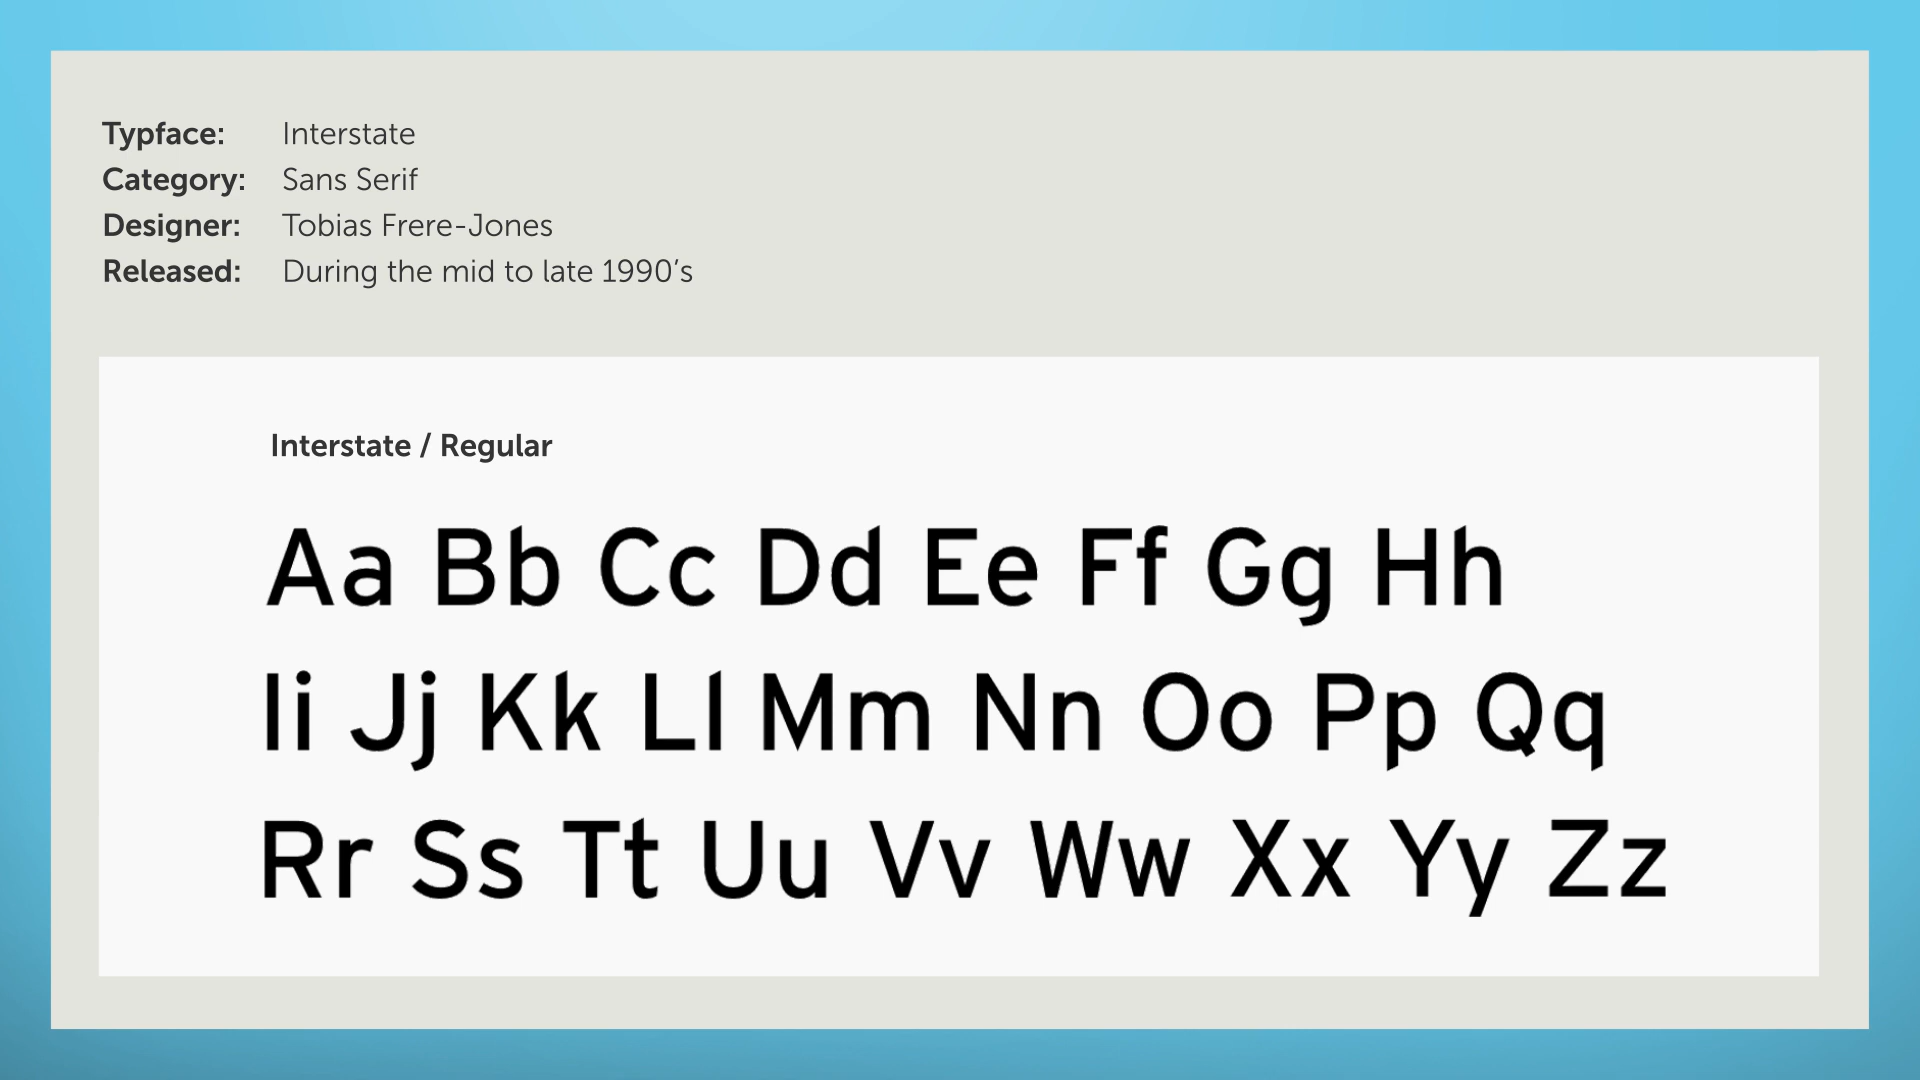 Typface: Interstate
Category: Sans Serif
Designer: Tobias Frere-Jones
Released: During the mid to late 1990’s
Interstate / Regular
Aa Bb Cc Dd Ee Ff Gg Hh
Ii Jj Kk Ll Mm Nn Oo Pp Qq
Rr Ss Tt Uu Vv Ww Xx Yy Zz